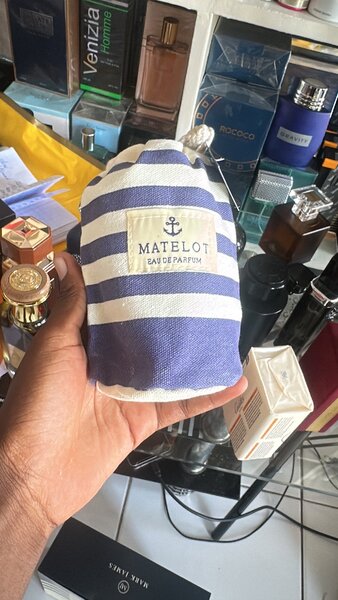 Venizia
Homme
ROCOCO
GRAVITY
MATELOT
EAU DE PARFUM
MARK JAMES